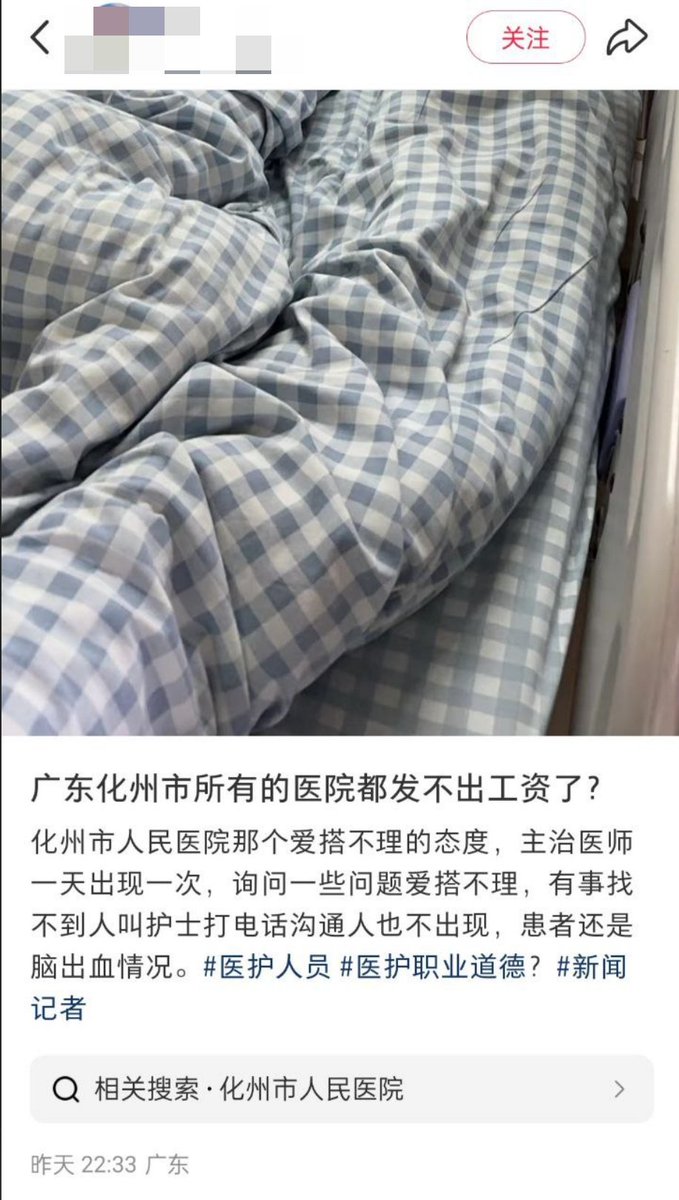 关注
广东化州市所有的医院都发不出工资了?
化州市人民医院那个爱搭不理的态度，主治医师
一天出现一次，询问一些问题爱搭不理，有事找
不到人叫护士打电话沟通人也不出现，患者还是
脑出血情况。#医护人员 #医护职业道德? #新闻
记者
相关搜索·化州市人民医院
昨天 22:33 广东